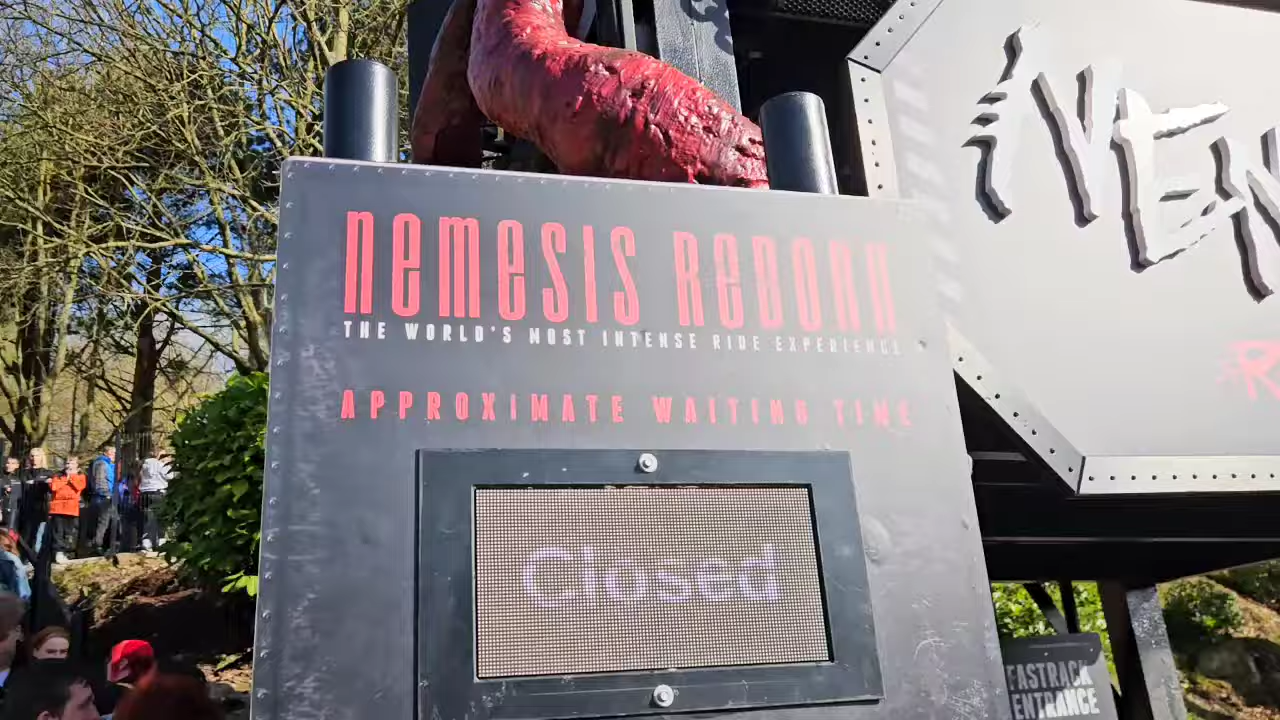 NEMESIS REBORN
THE WORLD'S MOST INTENSE RIDE EXPERIENCE
APPROXIMATE WAITING TIME
Closed
FASTRACK
ENTRANCE